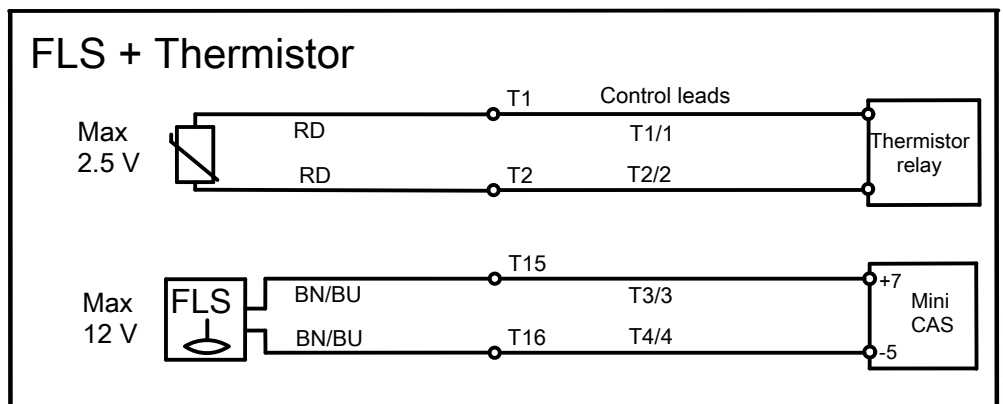 FLS + Thermistor
T1
Control leads
Max
2.5 V
RD
T1/1
Thermistor
relay
RD
T2
T2/2
T15
Max
12 V
FLS
BN/BU
T3/3
+7
Mini
CAS
BN/BU
T16
T4/4
-5